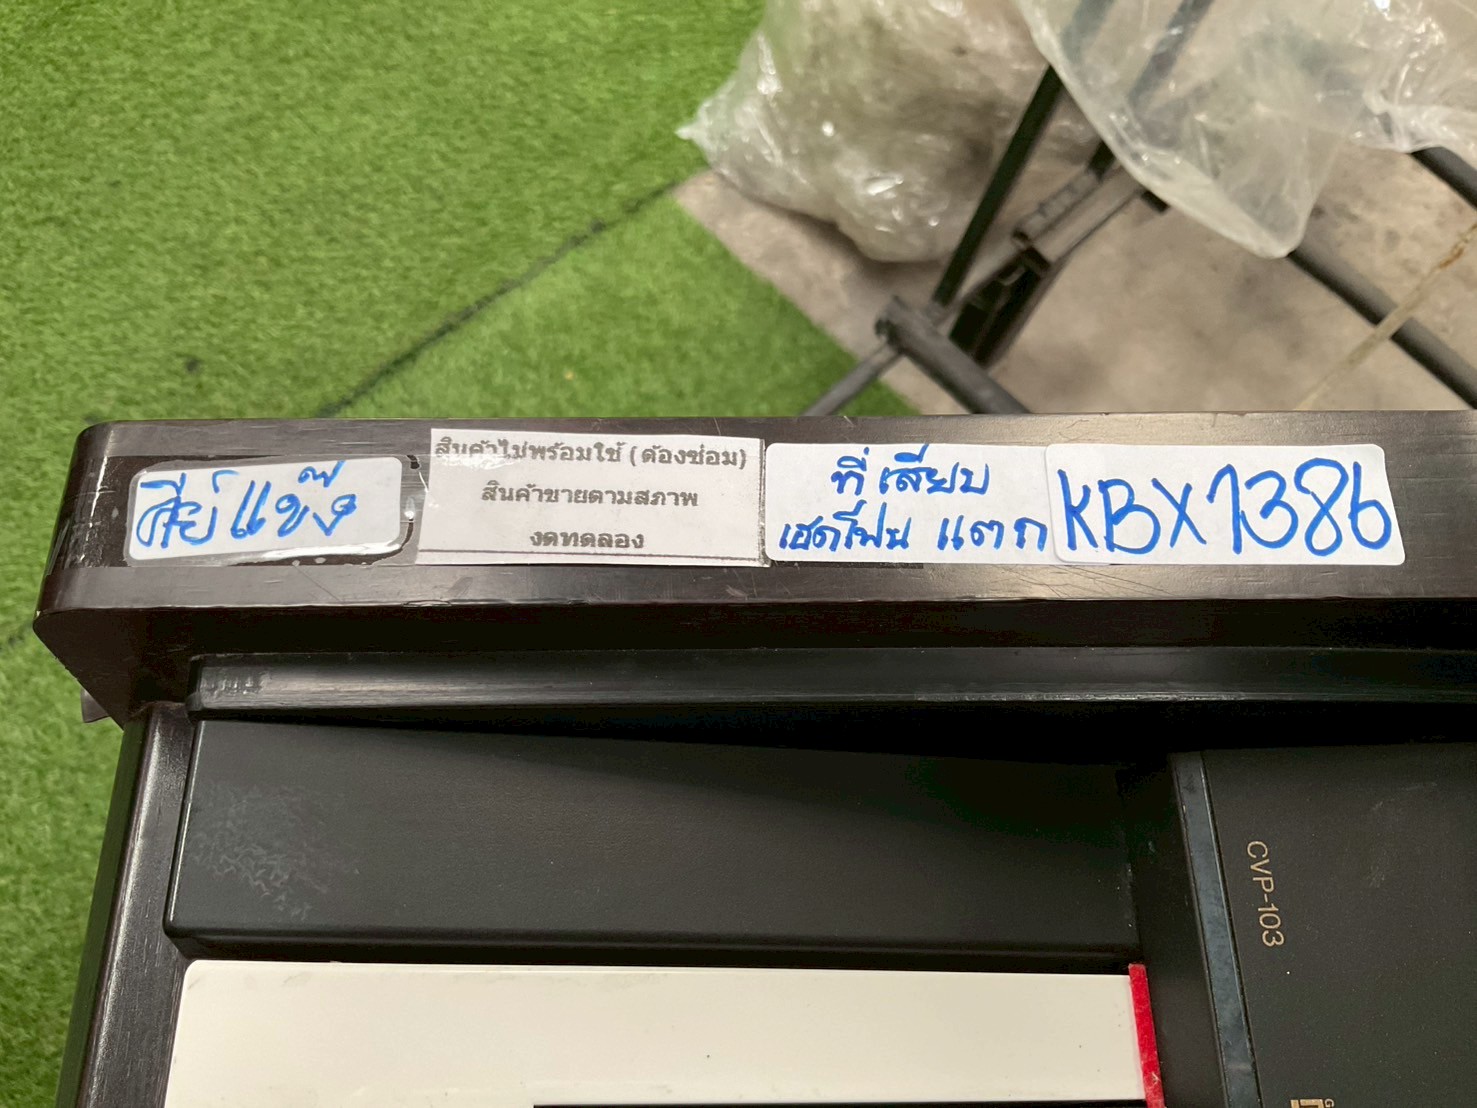 คีย์แข็ง
สินค้าไม่พร้อมใช้ (ต้องซ่อม)
สินค้าขายตามสภาพ
งดทดลอง
ที่เสียบ
เฮดโฟน แตก
KBX1386
CVP-103